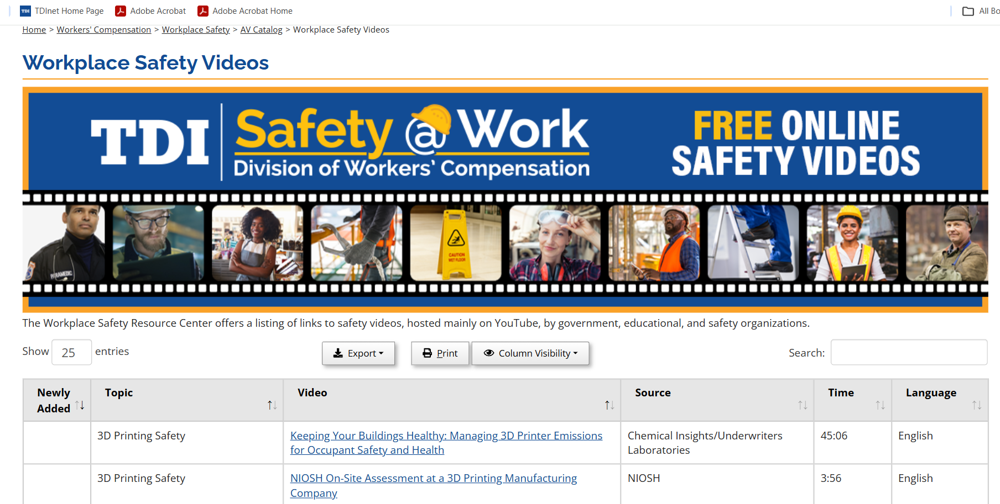 TDI TDInet Home Page Adobe Acrobat Adobe Acrobat Home All Bo
Home > Workers' Compensation > Workplace Safety > AV Catalog > Workplace Safety Videos
Workplace Safety Videos
TDI
Safety @ Work
Division of Workers' Compensation
FREE ONLINE
SAFETY VIDEOS
PARAMEDIC
CAUTION
WET FLOOR
The Workplace Safety Resource Center offers a listing of links to safety videos, hosted mainly on YouTube, by government, educational, and safety organizations.
Show 25 entries Export Print Column Visibility Search:
Newly Added Topic Video Source Time Language
3D Printing Safety Keeping Your Buildings Healthy: Managing 3D Printer Emissions Chemical Insights/Underwriters 45:06 English
for Occupant Safety and Health Laboratories
3D Printing Safety NIOSH On-Site Assessment at a 3D Printing Manufacturing NIOSH 3:56 English
Company